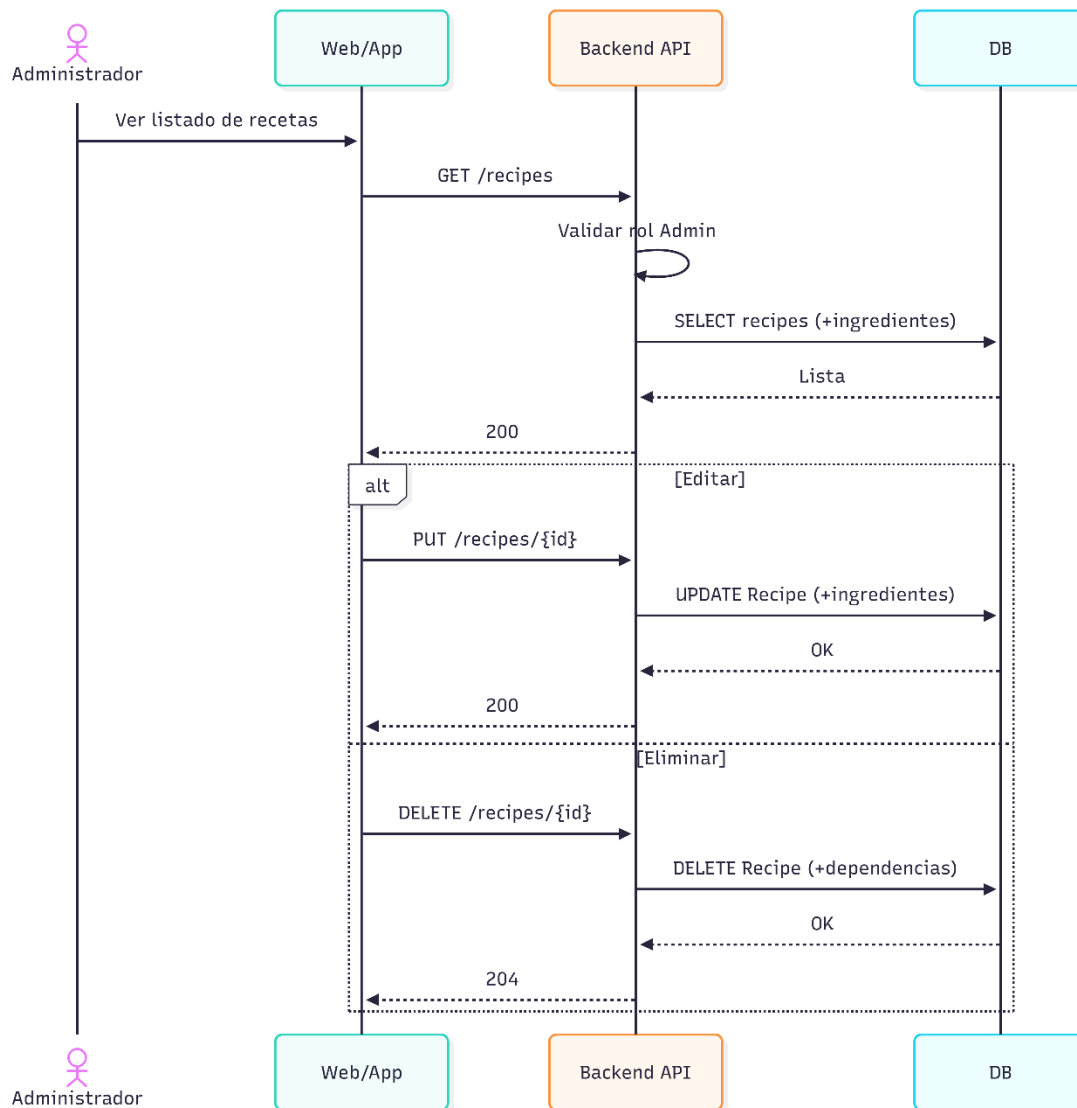 Administrador
Web/App
Backend API
DB
Ver listado de recetas
GET /recipes
Validar rol Admin
SELECT recipes (+ingredientes)
Lista
200
alt
[Editar]
PUT /recipes/{id}
UPDATE Recipe (+ingredientes)
OK
200
[Eliminar]
DELETE /recipes/{id}
DELETE Recipe (+dependencias)
OK
204
Administrador
Web/App
Backend API
DB